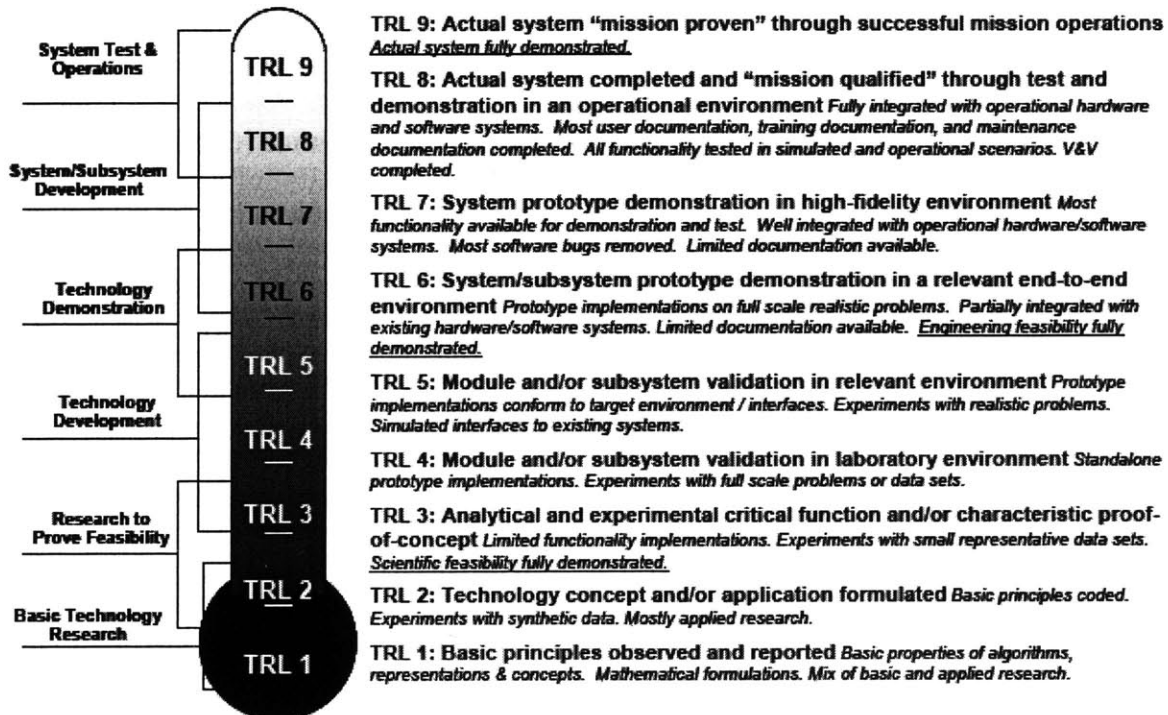 System Test &
Operations
System/Subsystem
Development
Technology
Demonstration
Technology
Development
Research to
Prove Feasibility
Basic Technology
Research
TRL 9
TRL 8
TRL 7
TRL 6
TRL 5
TRL 4
TRL 3
TRL 2
TRL 1
TRL 9: Actual system “mission proven” through successful mission operations
Actual system fully demonstrated.
TRL 8: Actual system completed and “mission qualified” through test and
demonstration in an operational environment Fully integrated with operational hardware
and software systems. Most user documentation, training documentation, and maintenance
documentation completed. All functionality tested in simulated and operational scenarios. V&V
completed.
TRL 7: System prototype demonstration in high-fidelity environment Most
functionality available for demonstration and test. Well integrated with operational hardware/software
systems. Most software bugs removed. Limited documentation available.
TRL 6: System/subsystem prototype demonstration in a relevant end-to-end
environment Prototype implementations on full scale realistic problems. Partially integrated with
existing hardware/software systems. Limited documentation available. Engineering feasibility fully
demonstrated.
TRL 5: Module and/or subsystem validation in relevant environment Prototype
implementations conform to target environment / interfaces. Experiments with realistic problems.
Simulated interfaces to existing systems.
TRL 4: Module and/or subsystem validation in laboratory environment Standalone
prototype implementations. Experiments with full scale problems or data sets.
TRL 3: Analytical and experimental critical function and/or characteristic proof-
of-concept Limited functionality implementations. Experiments with small representative data sets.
Scientific feasibility fully demonstrated.
TRL 2: Technology concept and/or application formulated Basic principles coded.
Experiments with synthetic data. Mostly applied research.
TRL 1: Basic principles observed and reported Basic properties of algorithms,
representations & concepts. Mathematical formulations. Mix of basic and applied research.